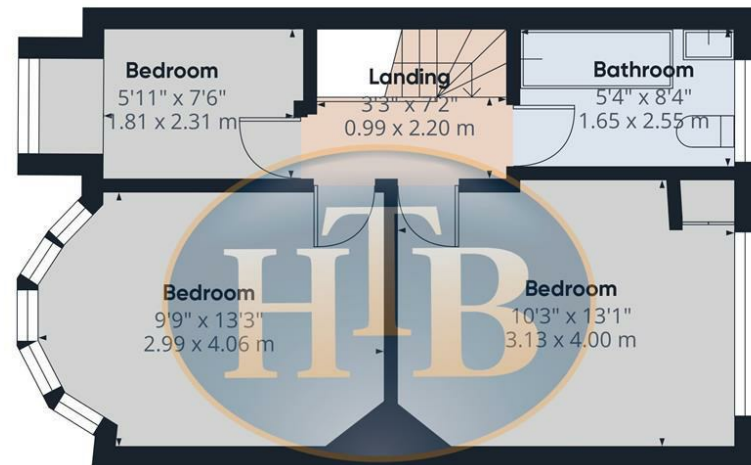 Bedroom
5'11" x 7'6"
1.81 x 2.31 m
Landing
3'3" x 7'2"
0.99 x 2.20 m
Bathroom
5'4" x 8'4"
1.65 x 2.55 m
Bedroom
9'9" x 13'3"
2.99 x 4.06 m
Bedroom
10'3" x 13'1"
3.13 x 4.00 m
HTB